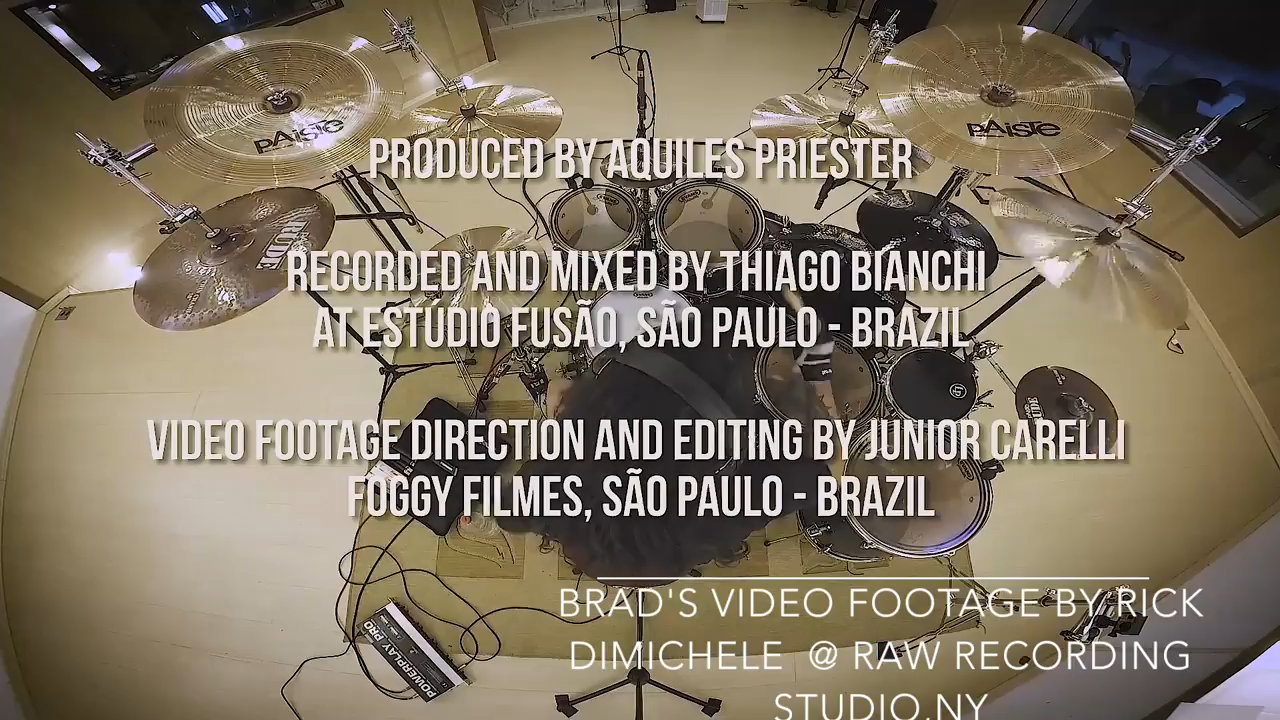 PAiSTe
PAiSTe
RUDE
PRODUCED BY AQUILES PRIESTER
RECORDED AND MIXED BY THIAGO BIANCHI
AT ESTÚDIO FUSÃO, SÃO PAULO - BRAZIL
VIDEO FOOTAGE DIRECTION AND EDITING BY JUNIOR CARELLI
FOGGY FILMES, SÃO PAULO - BRAZIL
BRAD'S VIDEO FOOTAGE BY RICK
DIMICHELE @ RAW RECORDING
STUDIO,NY
POWERPLAY PRO